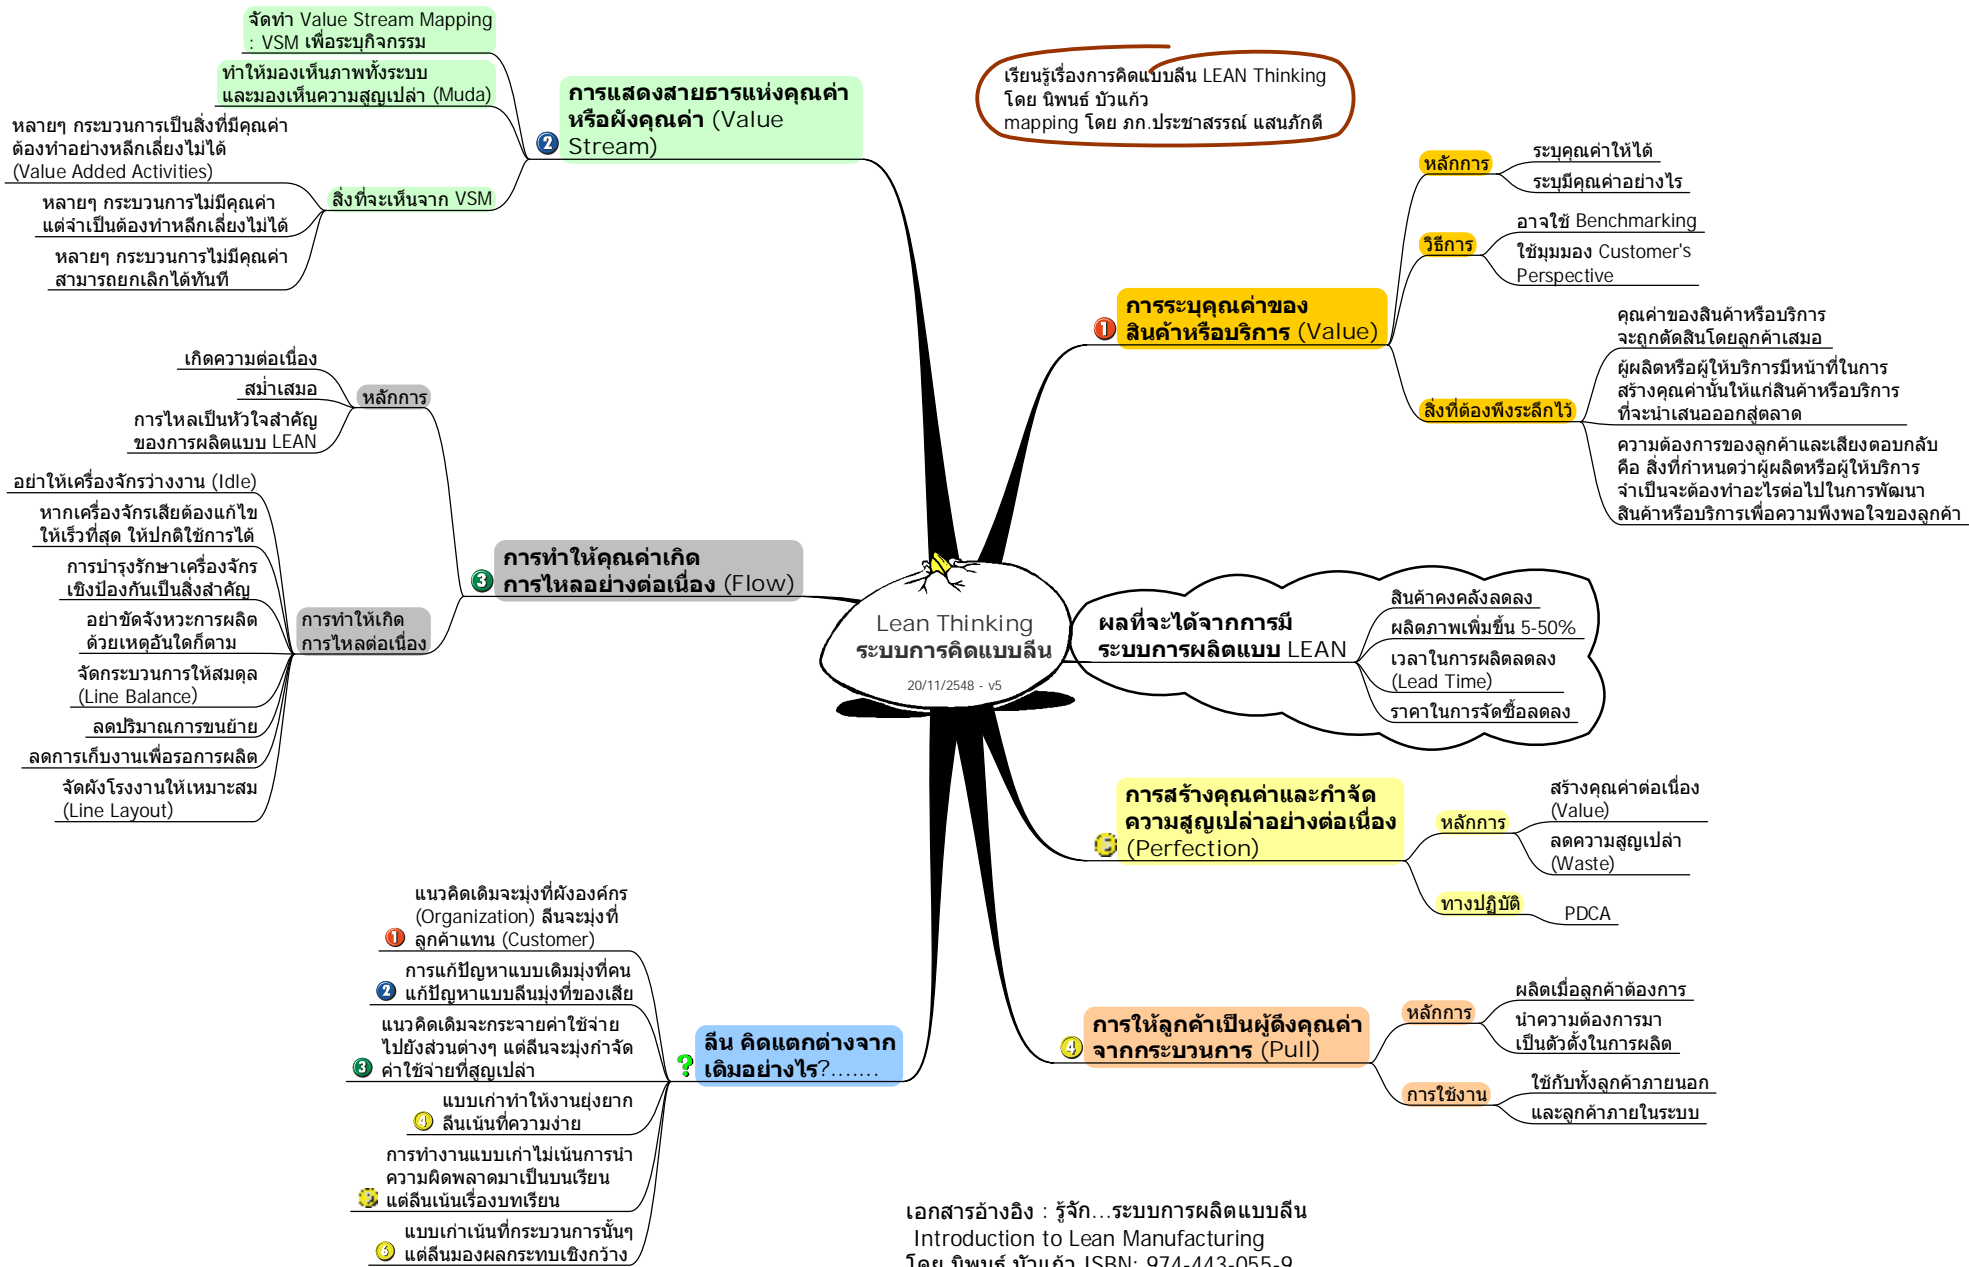 เรียนรู้เรื่องการคิดแบบลีน LEAN Thinking
โดย นิพนธ์ บัวแก้ว
mapping โดย ภก.ประชาสรรณ์ แสนภักดี
Lean Thinking
ระบบการคิดแบบลีน
20/11/2548 - v5
1
การระบุคุณค่าของ
สินค้าหรือบริการ (Value)
หลักการ
ระบุคุณค่าให้ได้
ระบุมีคุณค่าอย่างไร
วิธีการ
อาจใช้ Benchmarking
ใช้มุมมอง Customer's
Perspective
สิ่งที่ต้องพึงระลึกไว้
คุณค่าของสินค้าหรือบริการ
จะถูกตัดสินโดยลูกค้าเสมอ
ผู้ผลิตหรือผู้ให้บริการมีหน้าที่ในการ
สร้างคุณค่านั้นให้แก่สินค้าหรือบริการ
ที่จะนำเสนอออกสู่ตลาด
ความต้องการของลูกค้าและเสียงตอบกลับ
คือ สิ่งที่กำหนดว่าผู้ผลิตหรือผู้ให้บริการ
จำเป็นจะต้องทำอะไรต่อไปในการพัฒนา
สินค้าหรือบริการเพื่อความพึงพอใจของลูกค้า
ผลที่จะได้จากการมี
ระบบการผลิตแบบ LEAN
สินค้าคงคลังลดลง
ผลิตภาพเพิ่มขึ้น 5-50%
เวลาในการผลิตลดลง
(Lead Time)
ราคาในการจัดซื้อลดลง
การสร้างคุณค่าและกำจัด
ความสูญเปล่าอย่างต่อเนื่อง
(Perfection)
หลักการ
สร้างคุณค่าต่อเนื่อง
(Value)
ลดความสูญเปล่า
(Waste)
ทางปฏิบัติ
PDCA
4
การให้ลูกค้าเป็นผู้ดึงคุณค่า
จากกระบวนการ (Pull)
หลักการ
ผลิตเมื่อลูกค้าต้องการ
นำความต้องการมา
เป็นตัวตั้งในการผลิต
การใช้งาน
ใช้กับทั้งลูกค้าภายนอก
และลูกค้าภายในระบบ
2
การแสดงสายธารแห่งคุณค่า
หรือผังคุณค่า (Value
Stream)
จัดทำ Value Stream Mapping
: VSM เพื่อระบุกิจกรรม
ทำให้มองเห็นภาพทั้งระบบ
และมองเห็นความสูญเปล่า (Muda)
สิ่งที่จะเห็นจาก VSM
หลายๆ กระบวนการเป็นสิ่งที่มีคุณค่า
ต้องทำอย่างหลีกเลี่ยงไม่ได้
(Value Added Activities)
หลายๆ กระบวนการไม่มีคุณค่า
แต่จำเป็นต้องทำหลีกเลี่ยงไม่ได้
หลายๆ กระบวนการไม่มีคุณค่า
สามารถยกเลิกได้ทันที
3
การทำให้คุณค่าเกิด
การไหลอย่างต่อเนื่อง (Flow)
หลักการ
เกิดความต่อเนื่อง
สม่ำเสมอ
การไหลเป็นหัวใจสำคัญ
ของการผลิตแบบ LEAN
การทำให้เกิด
การไหลต่อเนื่อง
อย่าให้เครื่องจักรว่างงาน (Idle)
หากเครื่องจักรเสียต้องแก้ไข
ให้เร็วที่สุด ให้ปกติใช้การได้
การบำรุงรักษาเครื่องจักร
เชิงป้องกันเป็นสิ่งสำคัญ
อย่าขัดจังหวะการผลิต
ด้วยเหตุอันใดก็ตาม
จัดกระบวนการให้สมดุล
(Line Balance)
ลดปริมาณการขนย้าย
ลดการเก็บงานเพื่อรอการผลิต
จัดผังโรงงานให้เหมาะสม
(Line Layout)
?
ลีน คิดแตกต่างจาก
เดิมอย่างไร?.......
1
แนวคิดเดิมจะมุ่งที่ผังองค์กร
(Organization) ลีนจะมุ่งที่
ลูกค้าแทน (Customer)
2
การแก้ปัญหาแบบเดิมมุ่งที่คน
แก้ปัญหาแบบลีนมุ่งที่ของเสีย
3
แนวคิดเดิมจะกระจายค่าใช้จ่าย
ไปยังส่วนต่างๆ แต่ลีนจะมุ่งกำจัด
ค่าใช้จ่ายที่สูญเปล่า
4
แบบเก่าทำให้งานยุ่งยาก
ลีนเน้นที่ความง่าย
การทำงานแบบเก่าไม่เน้นการนำ
ความผิดพลาดมาเป็นบนเรียน
แต่ลีนเน้นเรื่องบทเรียน
6
แบบเก่าเน้นที่กระบวนการนั้นๆ
แต่ลีนมองผลกระทบเชิงกว้าง
เอกสารอ้างอิง : รู้จัก...ระบบการผลิตแบบลีน
Introduction to Lean Manufacturing
โดย นิพนธ์ บัวแก้ว ISBN: 974-443-055-9